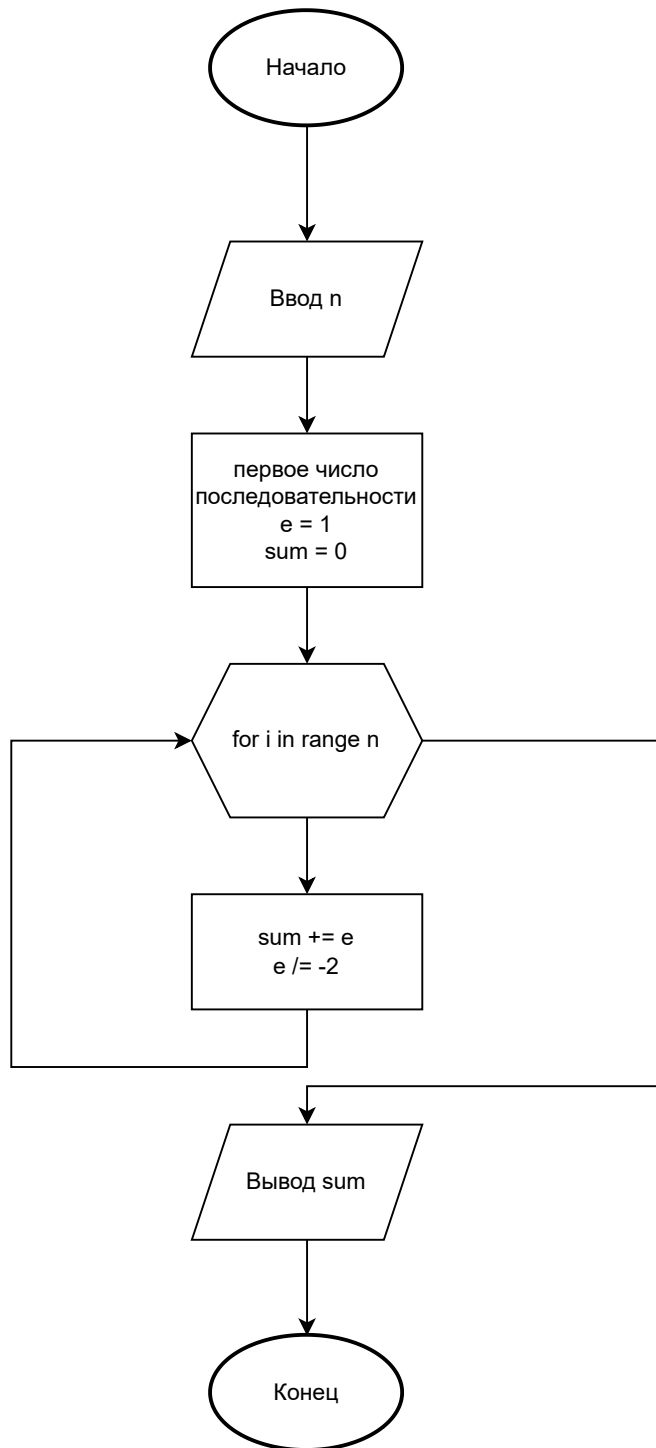 Начало
Ввод n
первое число
последовательности
e = 1
sum = 0
for i in range n
sum += e
e /= -2
Вывод sum
Конец